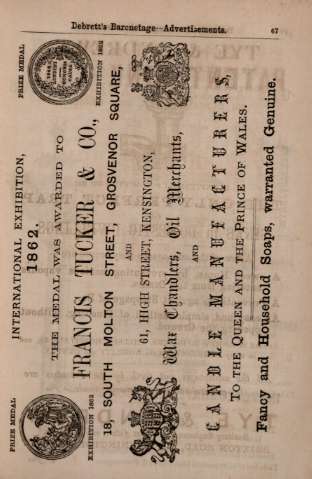 Debrett's Baronetage—Advertisements. 67
INTERNATIONAL EXHIBITION,
1862.
PRIZE MEDAL
EXHIBITION 1862
PRIZE MEDAL
EXHIBITION 1862
THE MEDAL WAS AWARDED TO
FRANCIS TUCKER & CO.,
18, SOUTH MOLTON STREET, GROSVENOR SQUARE,
AND
61, HIGH STREET, KENSINGTON,
Wax Chandlers, Oil Merchants,
AND
CANDLE MANUFACTURERS,
TO THE QUEEN AND THE PRINCE OF WALES.
Fancy and Household Soaps, warranted Genuine.